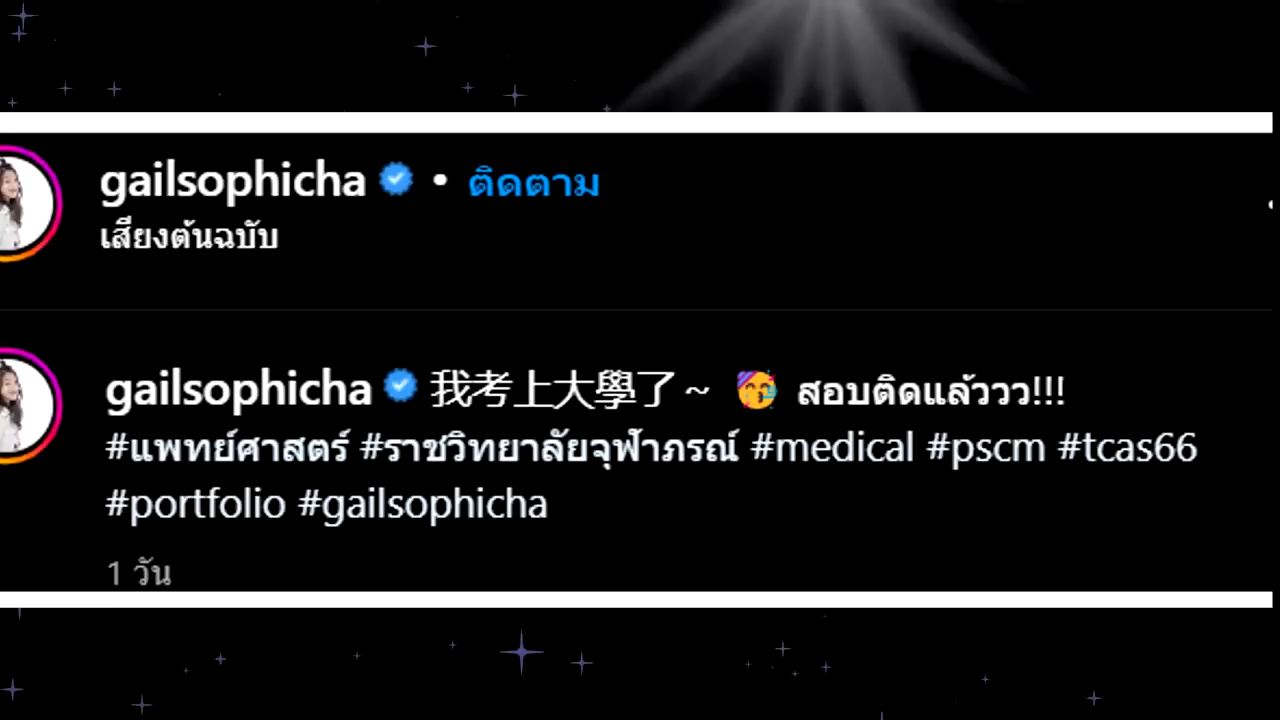 gailsophicha • ติดตาม
เสียงต้นฉบับ
gailsophicha 我考上大學了~ 🥳 สอบติดแล้ววว!!!
#แพทย์ศาสตร์ #ราชวิทยาลัยจุฬาภรณ์ #medical #pscm #tcas66
#portfolio #gailsophicha
1 วัน